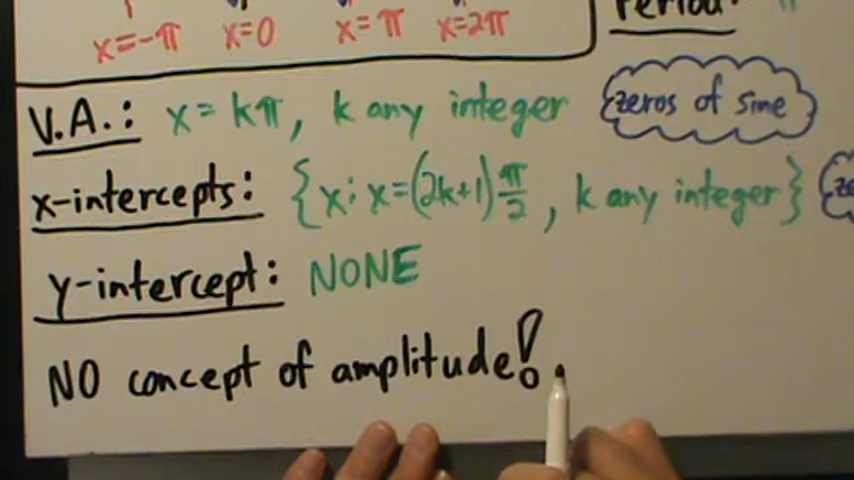 x=-π x=0 x=π x=2π
Period: π
V.A.: x=kπ, k any integer zeros of sine
x-intercepts: {x: x=(2k+1)π/2, k any integer}
y-intercept: NONE
NO concept of amplitude!